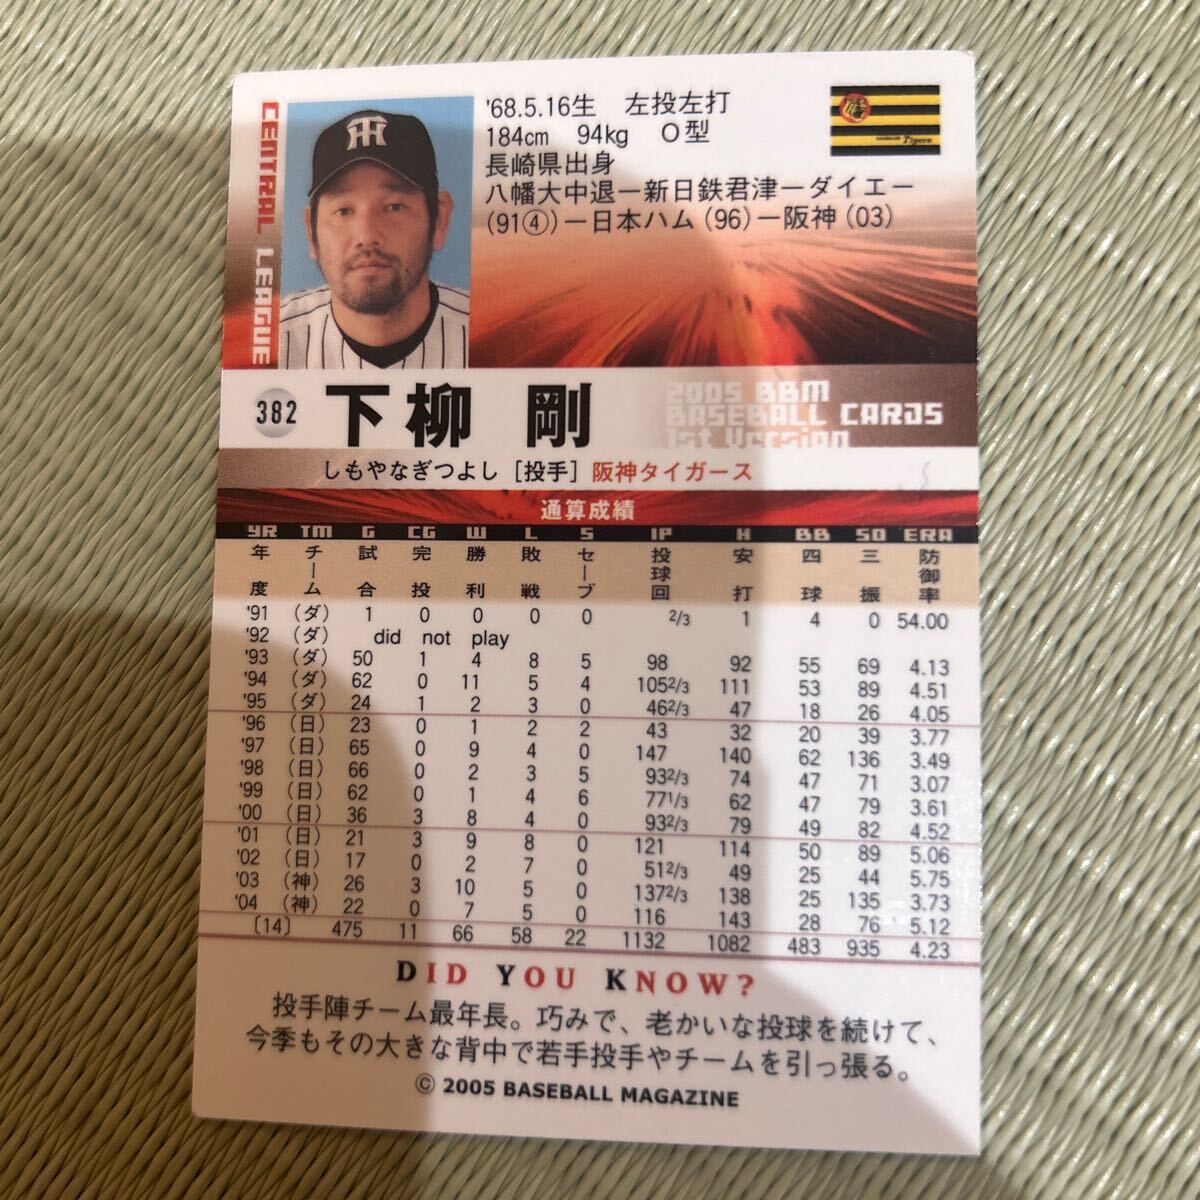 CENTRAL LEAGUE
'68.5.16生 左投左打
184cm 94kg O型
長崎県出身
八幡大中退ー新日鉄君津ーダイエー
(91④)ー日本ハム(96)ー阪神(03)
Tigers
382 下柳 剛
2005 BBM
BASEBALL CARDS
1st Version
しもやなぎつよし [投手] 阪神タイガース
通算成績
YR TM G CG W L S IP H BB SO ERA
年度 チーム 試合 完投 勝利 敗戦 セーブ 投球回 安打 四球 三振 防御率
'91 (ダ) 1 0 0 0 0 2/3 1 4 0 54.00
'92 (ダ) did not play
'93 (ダ) 50 1 4 8 5 98 92 55 69 4.13
'94 (ダ) 62 0 11 5 4 105 2/3 111 53 89 4.51
'95 (ダ) 24 1 2 3 0 46 2/3 47 18 26 4.05
'96 (日) 23 0 1 2 2 43 32 20 39 3.77
'97 (日) 65 0 9 4 0 147 140 62 136 3.49
'98 (日) 66 0 2 3 5 93 2/3 74 47 71 3.07
'99 (日) 62 0 1 4 6 77 1/3 62 47 79 3.61
'00 (日) 36 3 8 4 0 93 2/3 79 49 82 4.52
'01 (日) 21 3 9 8 0 121 114 50 89 5.06
'02 (日) 17 0 2 7 0 51 2/3 49 25 44 5.75
'03 (神) 26 3 10 5 0 137 2/3 138 25 135 3.73
'04 (神) 22 0 7 5 0 116 143 28 76 5.12
[14] 475 11 66 58 22 1132 1082 483 935 4.23
DID YOU KNOW?
投手陣チーム最年長。巧みで、老かいな投球を続けて、
今季もその大きな背中で若手投手やチームを引っ張る。
© 2005 BASEBALL MAGAZINE